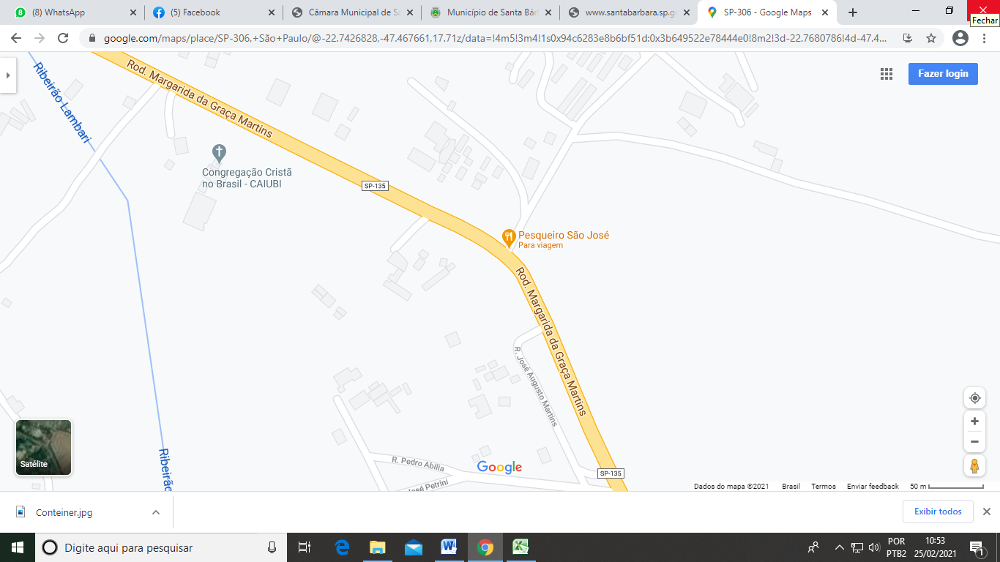 (8) WhatsApp
(5) Facebook
Câmara Municipal de Sa
Município de Santa Bár
www.santabarbara.sp.go
SP-306 - Google Maps
Fechar
google.com/maps/place/SP-306,+São+Paulo/@-22.7426828,-47.467661,17.71z/data=!4m5!3m4!1s0x94c6283e8b6bf51d:0x3b649522e78444e0!8m2!3d-22.7680786!4d-47.4...
Fazer login
Rod. Margarida da Graça Martins
Ribeirão Lambari
Congregação Cristã
no Brasil - CAIUBI
SP-135
Pesqueiro São José
Para viagem
Rod. Margarida da Graça Martins
R. José Augusto Martins
R. Pedro Abília
José Petrini
Ribeirão
Google
SP-135
Satélite
Dados do mapa ©2021 Brasil Termos Enviar feedback 50 m
Conteiner.jpg
Exibir todos
Digite aqui para pesquisar
POR
PTB2
10:53
25/02/2021
1